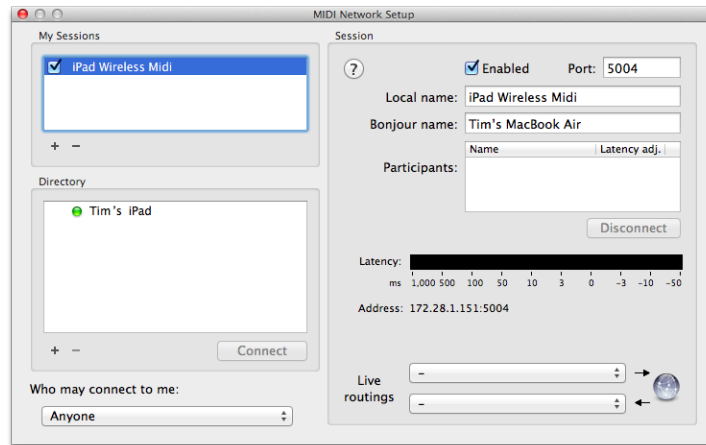 MIDI Network Setup
My Sessions
iPad Wireless Midi
+ −
Directory
Tim's iPad
+ −
Connect
Who may connect to me:
Anyone
Session
?
Enabled
Port: 5004
Local name: iPad Wireless Midi
Bonjour name: Tim's MacBook Air
Participants:
Name Latency adj.
Disconnect
Latency:
ms 1,000 500 100 50 10 3 0 -3 -10 -50
Address: 172.28.1.151:5004
Live
routings
-
-